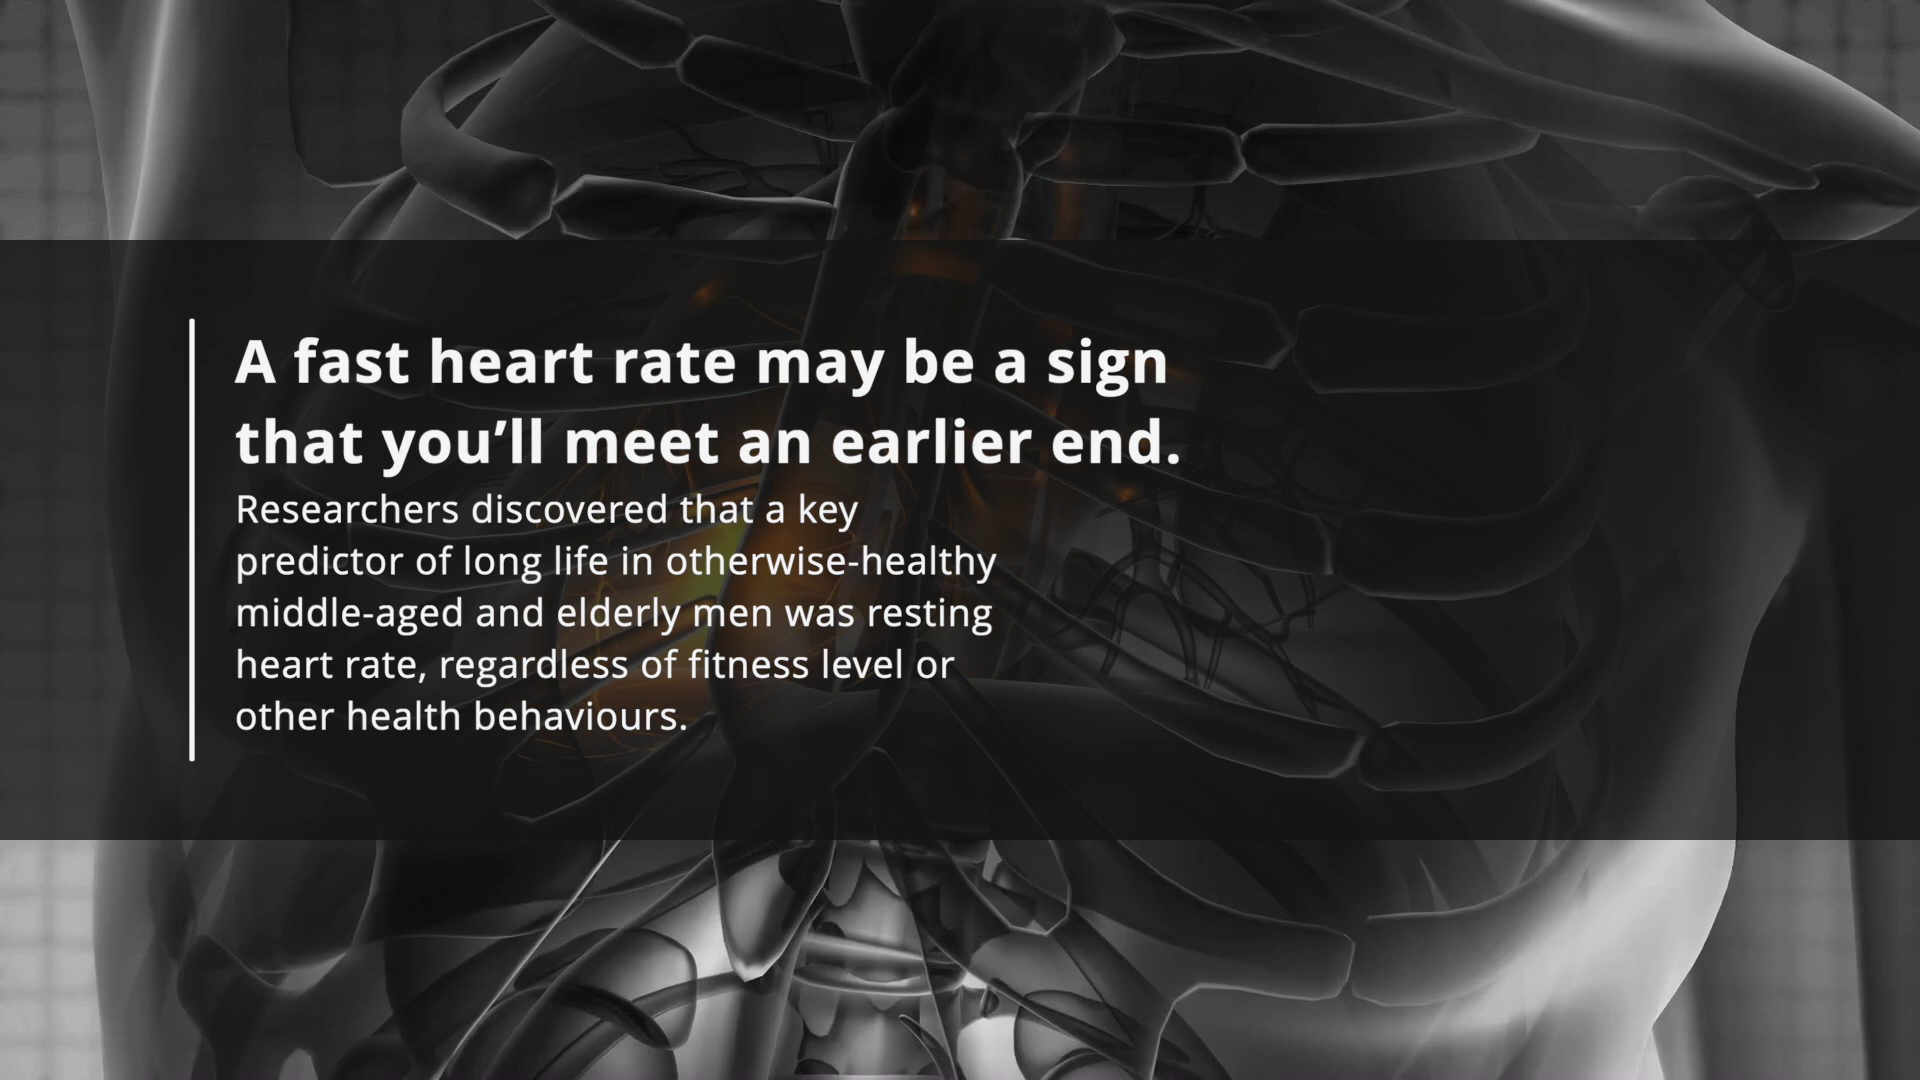 A fast heart rate may be a sign
that you’ll meet an earlier end.
Researchers discovered that a key
predictor of long life in otherwise-healthy
middle-aged and elderly men was resting
heart rate, regardless of fitness level or
other health behaviours.